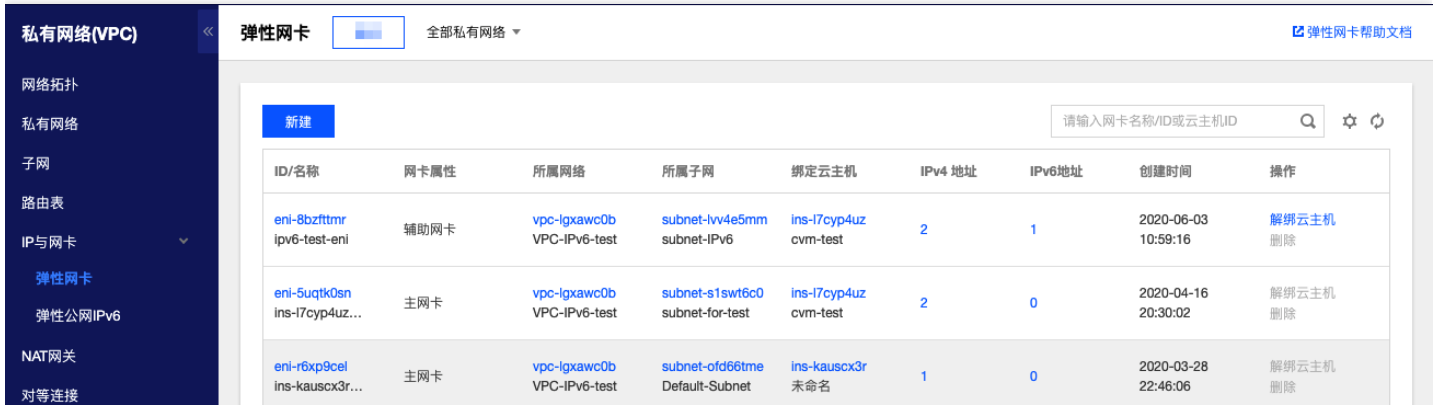 私有网络(VPC)
«
弹性网卡
全部私有网络
弹性网卡帮助文档
网络拓扑
私有网络
子网
路由表
IP与网卡
弹性网卡
弹性公网IPv6
NAT网关
对等连接
新建
请输入网卡名称/ID或云主机ID
ID/名称 网卡属性 所属网络 所属子网 绑定云主机 IPv4 地址 IPv6地址 创建时间 操作
eni-8bzfttmr vpc-lgxawc0b subnet-lvv4e5mm ins-l7cyp4uz 2020-06-03 解绑云主机
辅助网卡 2 1
ipv6-test-eni VPC-IPv6-test subnet-IPv6 cvm-test 10:59:16 删除
eni-5uqtk0sn vpc-lgxawc0b subnet-s1swt6c0 ins-l7cyp4uz 2020-04-16 解绑云主机
主网卡 2 0
ins-l7cyp4uz... VPC-IPv6-test subnet-for-test cvm-test 20:30:02 删除
eni-r6xp9cel vpc-lgxawc0b subnet-ofd66tme ins-kauscx3r 2020-03-28 解绑云主机
主网卡 1 0
ins-kauscx3r... VPC-IPv6-test Default-Subnet 未命名 22:46:06 删除